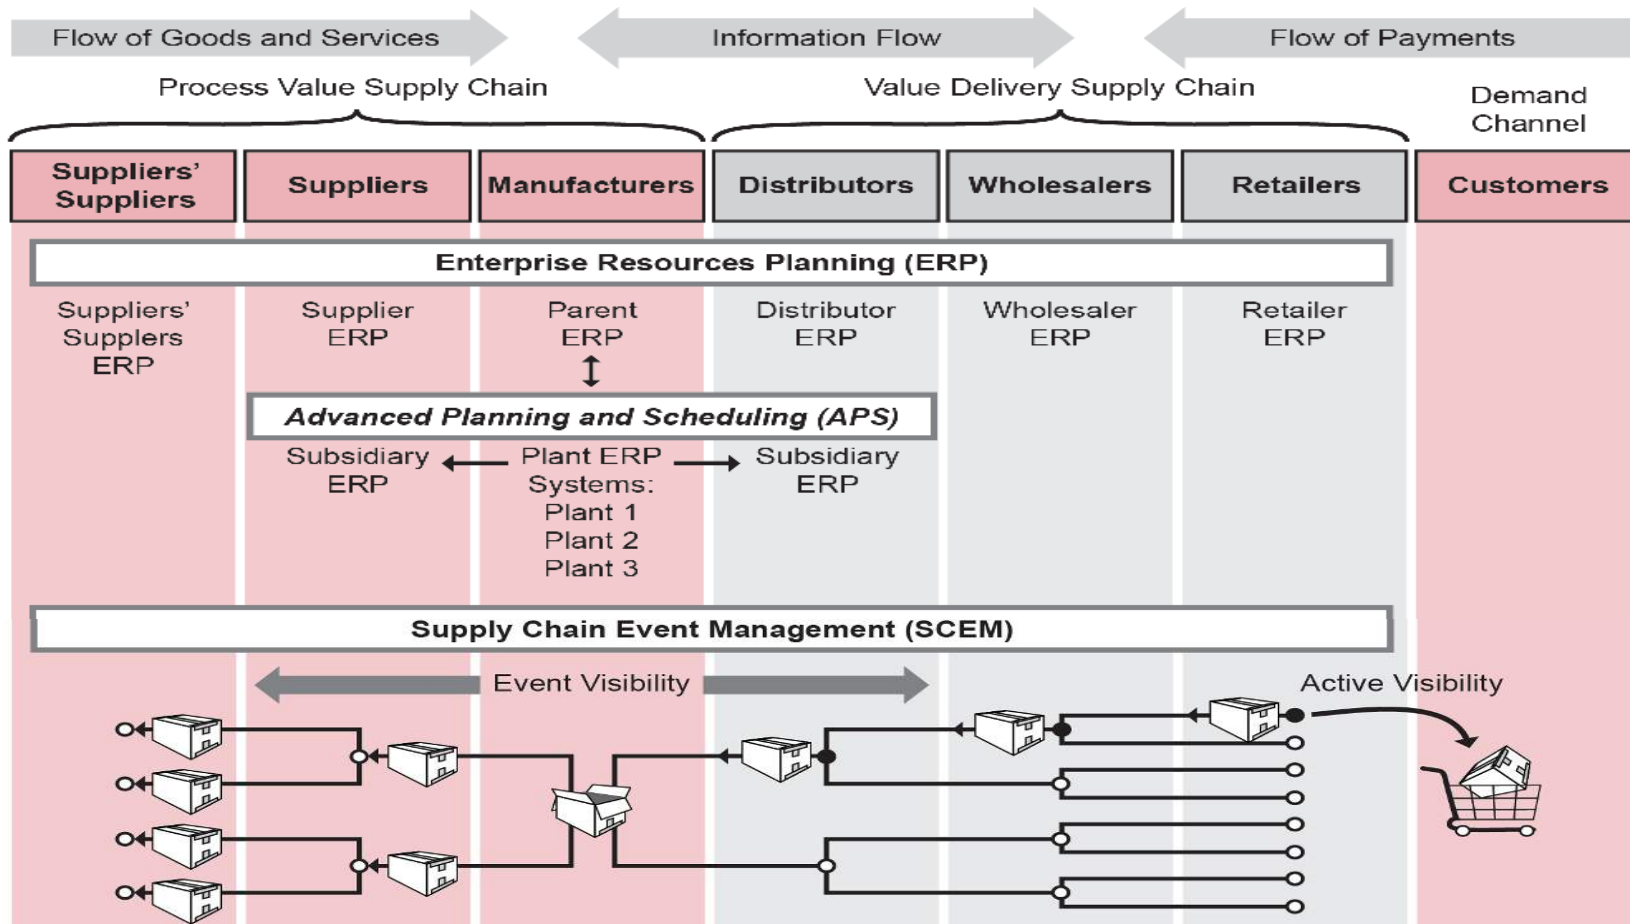 Flow of Goods and Services
Information Flow
Flow of Payments
Process Value Supply Chain
Value Delivery Supply Chain
Demand
Channel
Suppliers’
Suppliers
Suppliers
Manufacturers
Distributors
Wholesalers
Retailers
Customers
Enterprise Resources Planning (ERP)
Suppliers’
Supplers
ERP
Supplier
ERP
Parent
ERP
Distributor
ERP
Wholesaler
ERP
Retailer
ERP
Advanced Planning and Scheduling (APS)
Subsidiary
ERP
Plant ERP
Systems:
Plant 1
Plant 2
Plant 3
Subsidiary
ERP
Supply Chain Event Management (SCEM)
Event Visibility
Active Visibility